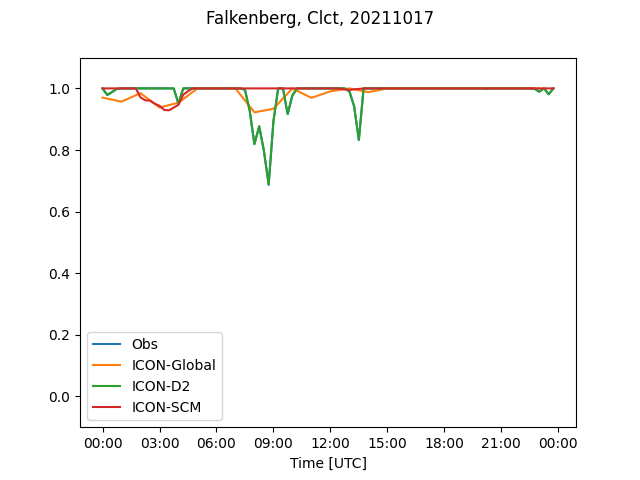 Falkenberg, Clct, 20211017
1.0
0.8
0.6
0.4
0.2
0.0
Obs
ICON-Global
ICON-D2
ICON-SCM
00:00 03:00 06:00 09:00 12:00 15:00 18:00 21:00 00:00
Time [UTC]